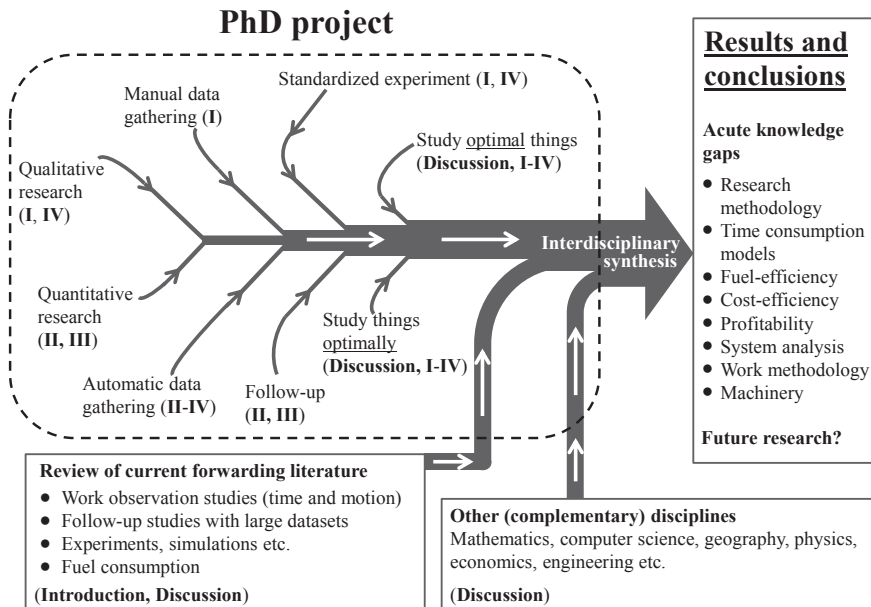 PhD project
Standardized experiment (I, IV)
Manual data
gathering (I)
Study optimal things
(Discussion, I-IV)
Qualitative
research
(I, IV)
Quantitative
research
(II, III)
Automatic data
gathering (II-IV)
Follow-up
(II, III)
Study things
optimally
(Discussion, I-IV)
Interdisciplinary
synthesis
Results and
conclusions
Acute knowledge
gaps
● Research
methodology
● Time consumption
models
● Fuel-efficiency
● Cost-efficiency
● Profitability
● System analysis
● Work methodology
● Machinery
Future research?
Review of current forwarding literature
● Work observation studies (time and motion)
● Follow-up studies with large datasets
● Experiments, simulations etc.
● Fuel consumption
(Introduction, Discussion)
Other (complementary) disciplines
Mathematics, computer science, geography, physics,
economics, engineering etc.
(Discussion)